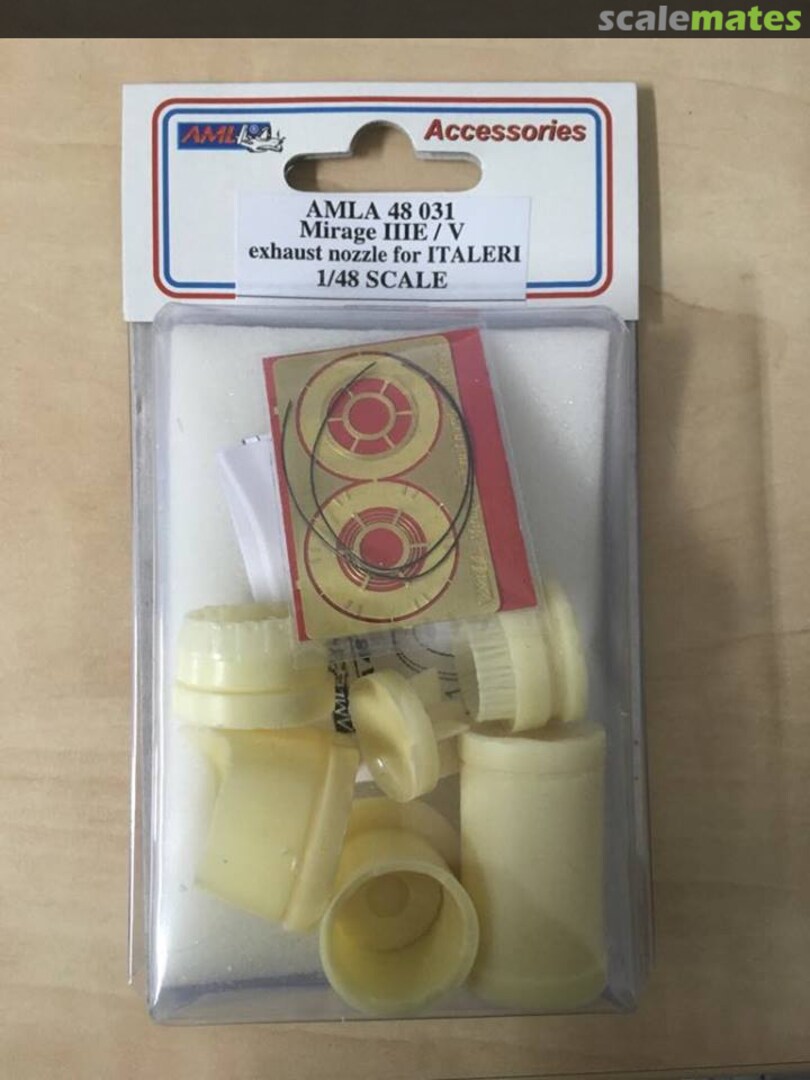 scalemates
AML
Accessories
AMLA 48 031
Mirage IIIE / V
exhaust nozzle for ITALERI
1/48 SCALE